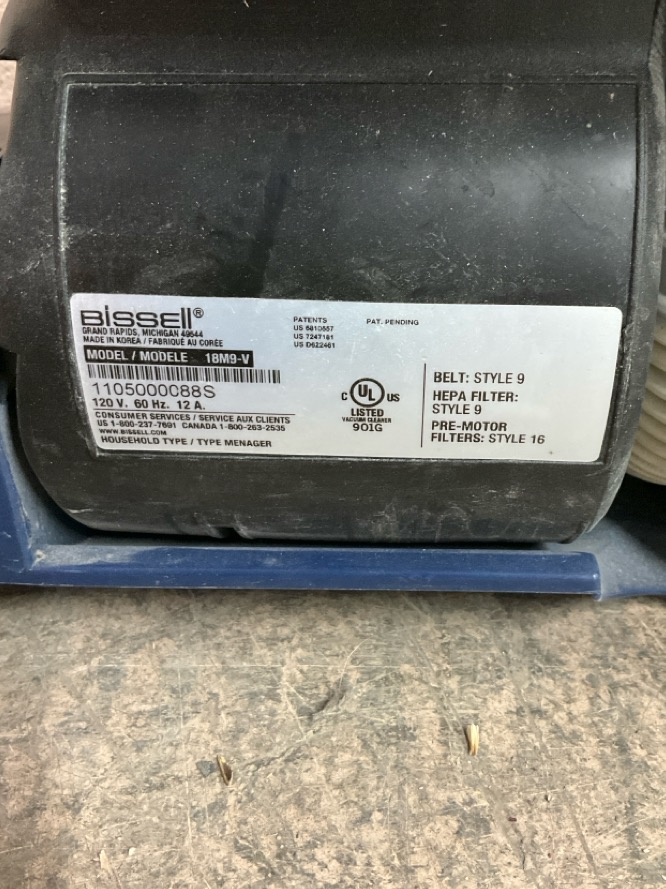 BISSELL®
GRAND RAPIDS, MICHIGAN 49544
MADE IN KOREA / FABRIQUÉ AU CORÉE
MODEL / MODELE 18M9-V
1105000088S
120 V. 60 Hz. 12 A.
CONSUMER SERVICES / SERVICE AUX CLIENTS
US 1-800-237-7691 CANADA 1-800-263-2535
WWW.BISSELL.COM
HOUSEHOLD TYPE / TYPE MENAGER
PATENTS
US 6810557
US 7247181
US D622461
PAT. PENDING
C UL US
LISTED
VACUUM CLEANER
901G
BELT: STYLE 9
HEPA FILTER:
STYLE 9
PRE-MOTOR
FILTERS: STYLE 16